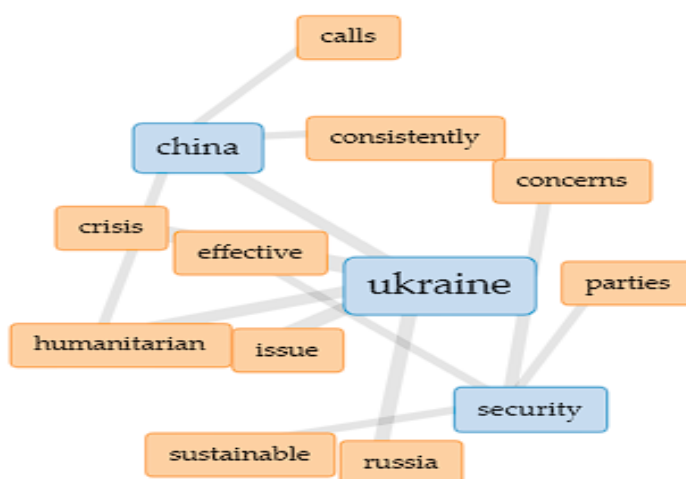 calls
china
consistently
concerns
crisis
effective
ukraine
parties
humanitarian
issue
security
sustainable
russia